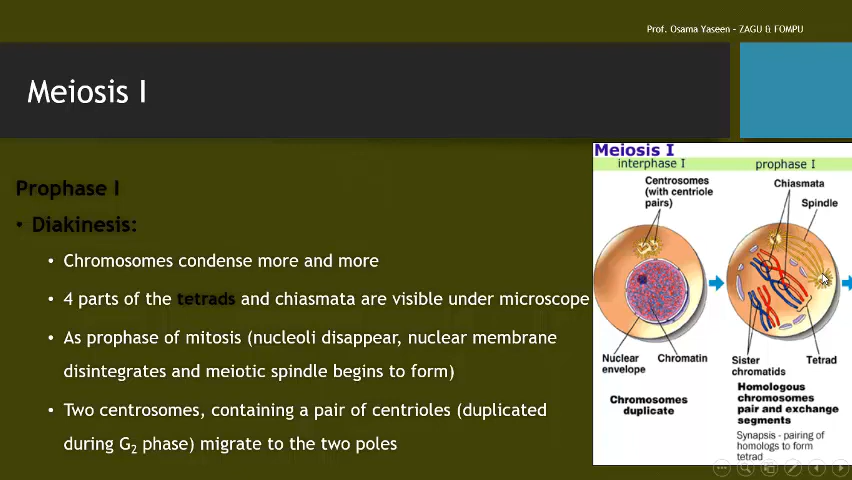 Prof. Osama Yaseen – ZAGU & FOMPU
Meiosis I
Prophase I
• Diakinesis:
• Chromosomes condense more and more
• 4 parts of the tetrads and chiasmata are visible under microscope
• As prophase of mitosis (nucleoli disappear, nuclear membrane
disintegrates and meiotic spindle begins to form)
• Two centrosomes, containing a pair of centrioles (duplicated
during G₂ phase) migrate to the two poles
Meiosis I
interphase I
prophase I
Centrosomes
(with centriole
pairs)
Chiasmata
Spindle
Nuclear
envelope
Chromatin
Sister
chromatids
Tetrad
Chromosomes
duplicate
Homologous
chromosomes
pair and exchange
segments
Synapsis - pairing of
homologs to form
tetrad